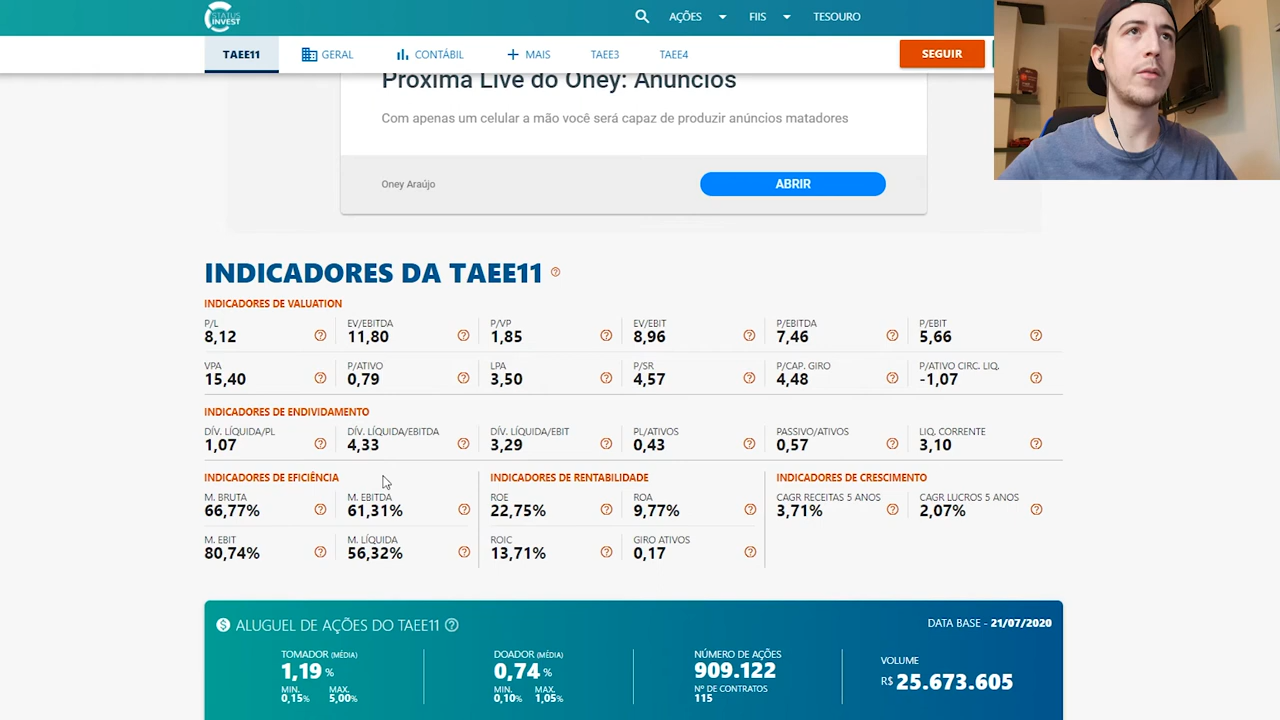 STATUS
INVEST
AÇÕES
FIIS
TESOURO
TAEE11
GERAL
CONTÁBIL
MAIS
TAEE3
TAEE4
SEGUIR
Próxima Live do Oney: Anúncios
Com apenas um celular a mão você será capaz de produzir anúncios matadores
Oney Araújo
ABRIR
INDICADORES DA TAEE11
INDICADORES DE VALUATION
P/L EV/EBITDA P/VP EV/EBIT P/EBITDA P/EBIT
8,12 11,80 1,85 8,96 7,46 5,66
VPA P/ATIVO LPA P/SR P/CAP. GIRO P/ATIVO CIRC. LIQ.
15,40 0,79 3,50 4,57 4,48 -1,07
INDICADORES DE ENDIVIDAMENTO
DÍV. LÍQUIDA/PL DÍV. LÍQUIDA/EBITDA DÍV. LÍQUIDA/EBIT PL/ATIVOS PASSIVO/ATIVOS LIQ. CORRENTE
1,07 4,33 3,29 0,43 0,57 3,10
INDICADORES DE EFICIÊNCIA INDICADORES DE RENTABILIDADE INDICADORES DE CRESCIMENTO
M. BRUTA M. EBITDA ROE ROA CAGR RECEITAS 5 ANOS CAGR LUCROS 5 ANOS
66,77% 61,31% 22,75% 9,77% 3,71% 2,07%
M. EBIT M. LÍQUIDA ROIC GIRO ATIVOS
80,74% 56,32% 13,71% 0,17
ALUGUEL DE AÇÕES DO TAEE11
DATA BASE - 21/07/2020
TOMADOR (MÉDIA) DOADOR (MÉDIA) NÚMERO DE AÇÕES VOLUME
1,19 % 0,74 % 909.122 R$ 25.673.605
MIN. MAX. MIN. MAX. Nº DE CONTRATOS
0,15% 5,00% 0,10% 1,05% 115